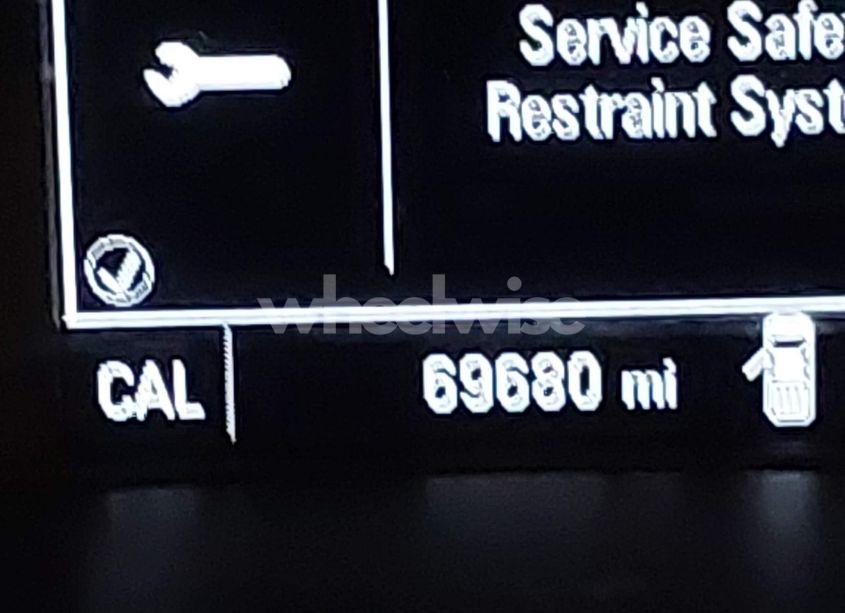 Service Safe
Restraint Syst
wheelwise
CAL
69680 mi